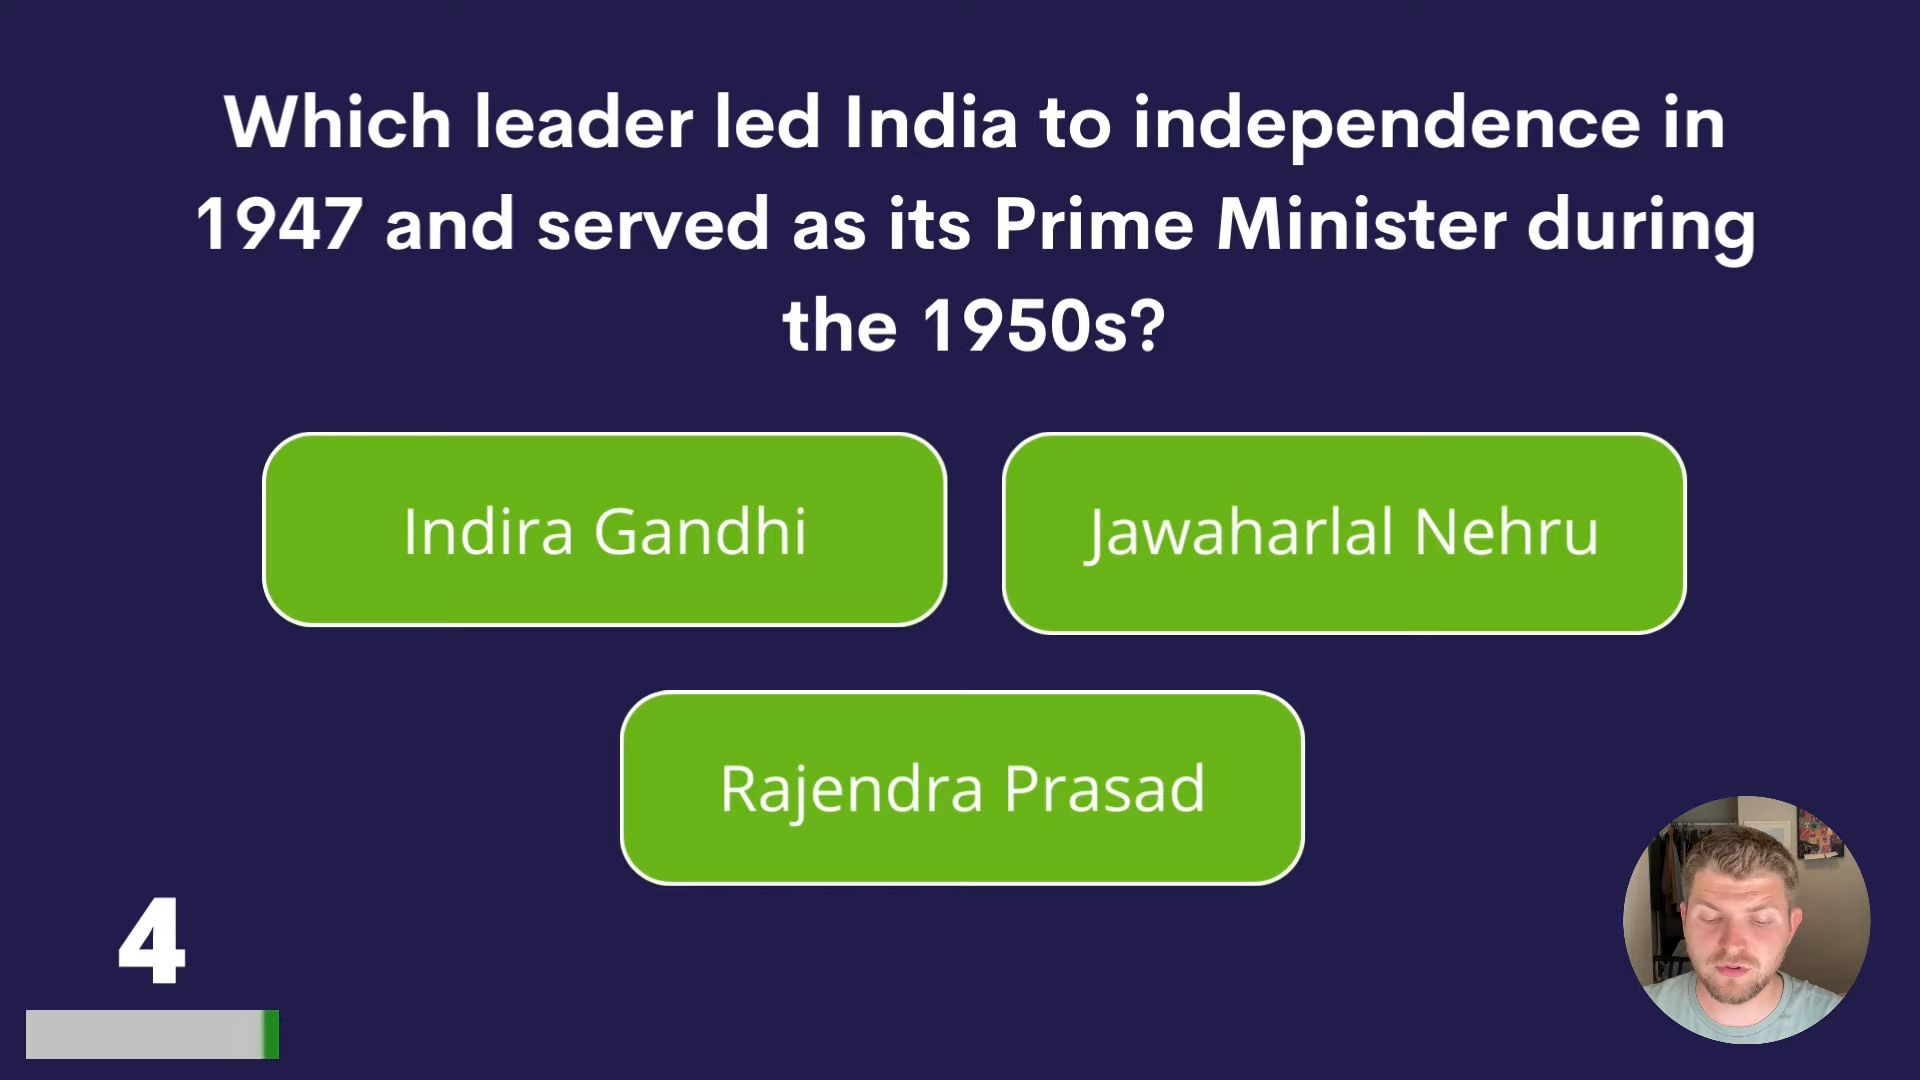 Which leader led India to independence in
1947 and served as its Prime Minister during
the 1950s?
Indira Gandhi
Jawaharlal Nehru
Rajendra Prasad
4